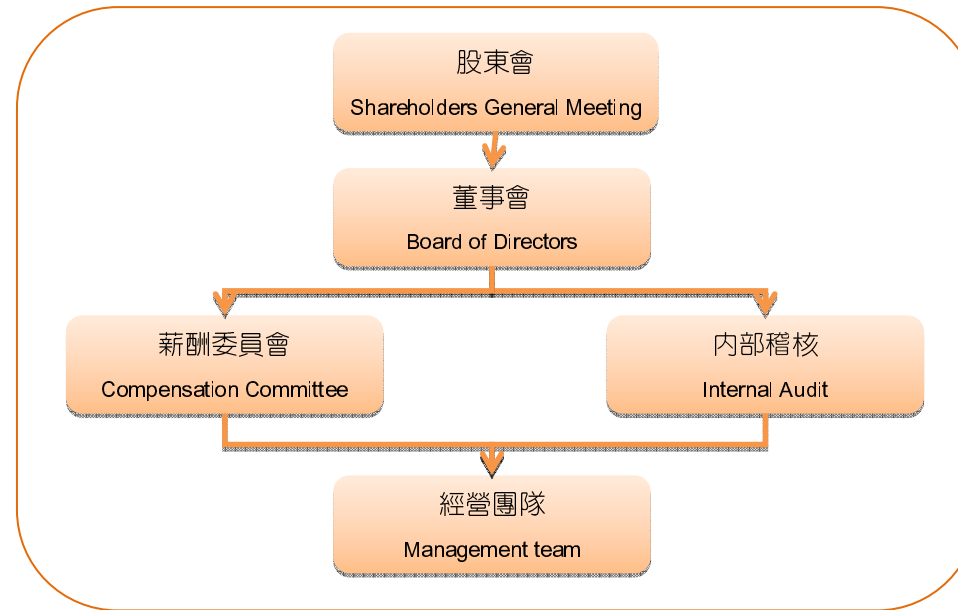 股東會
Shareholders General Meeting
董事會
Board of Directors
薪酬委員會
Compensation Committee
內部稽核
Internal Audit
經營團隊
Management team